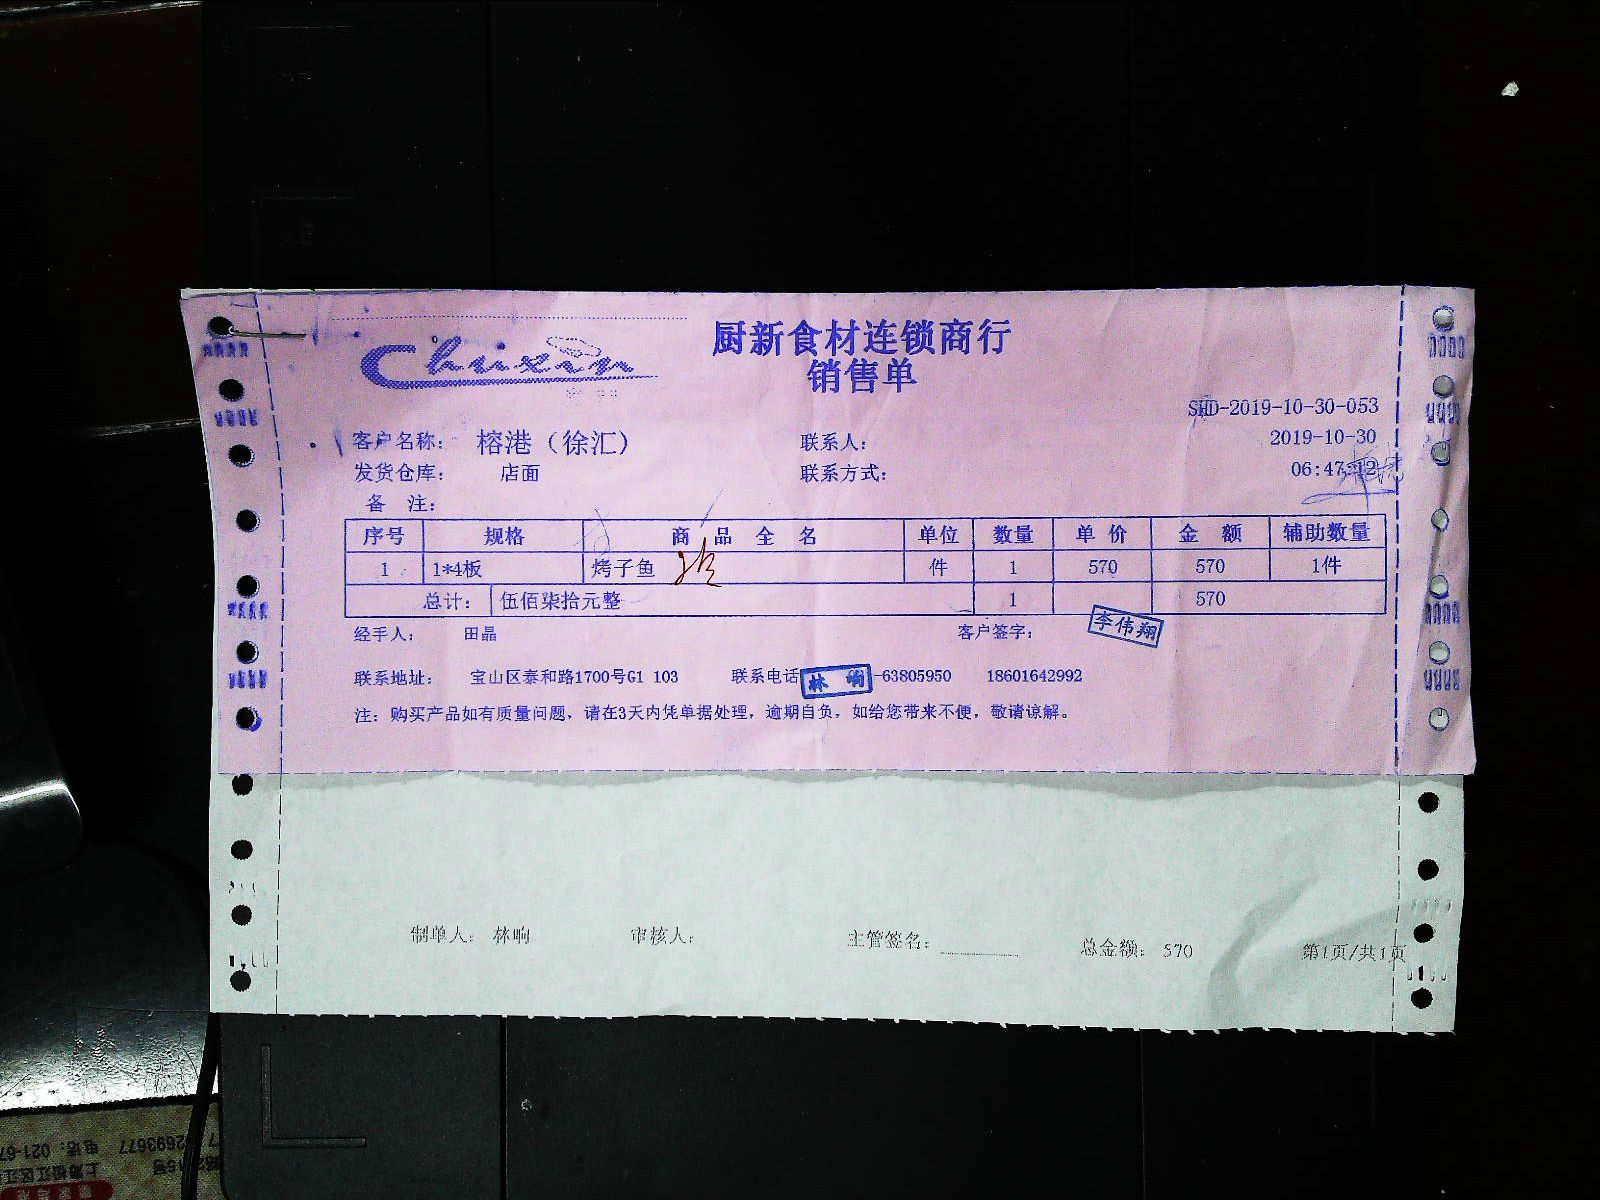 Chuxin
厨新食材连锁商行
销售单
SHD-2019-10-30-053
客户名称: 榕港（徐汇） 联系人: 2019-10-30
发货仓库: 店面 联系方式: 06:47:12
备 注:
序号 规格 商 品 全 名 单位 数量 单 价 金 额 辅助数量
1 1*4板 烤子鱼 件 1 570 570 1件
总计: 伍佰柒拾元整 1 570
经手人: 田晶 客户签字: 李伟翔
联系地址: 宝山区泰和路1700号G1 103 联系电话 林晌 -63805950 18601642992
注: 购买产品如有质量问题, 请在3天内凭单据处理, 逾期自负, 如给您带来不便, 敬请谅解。
制单人: 林晌 审核人: 主管签名: 总金额: 570 第1页/共1页